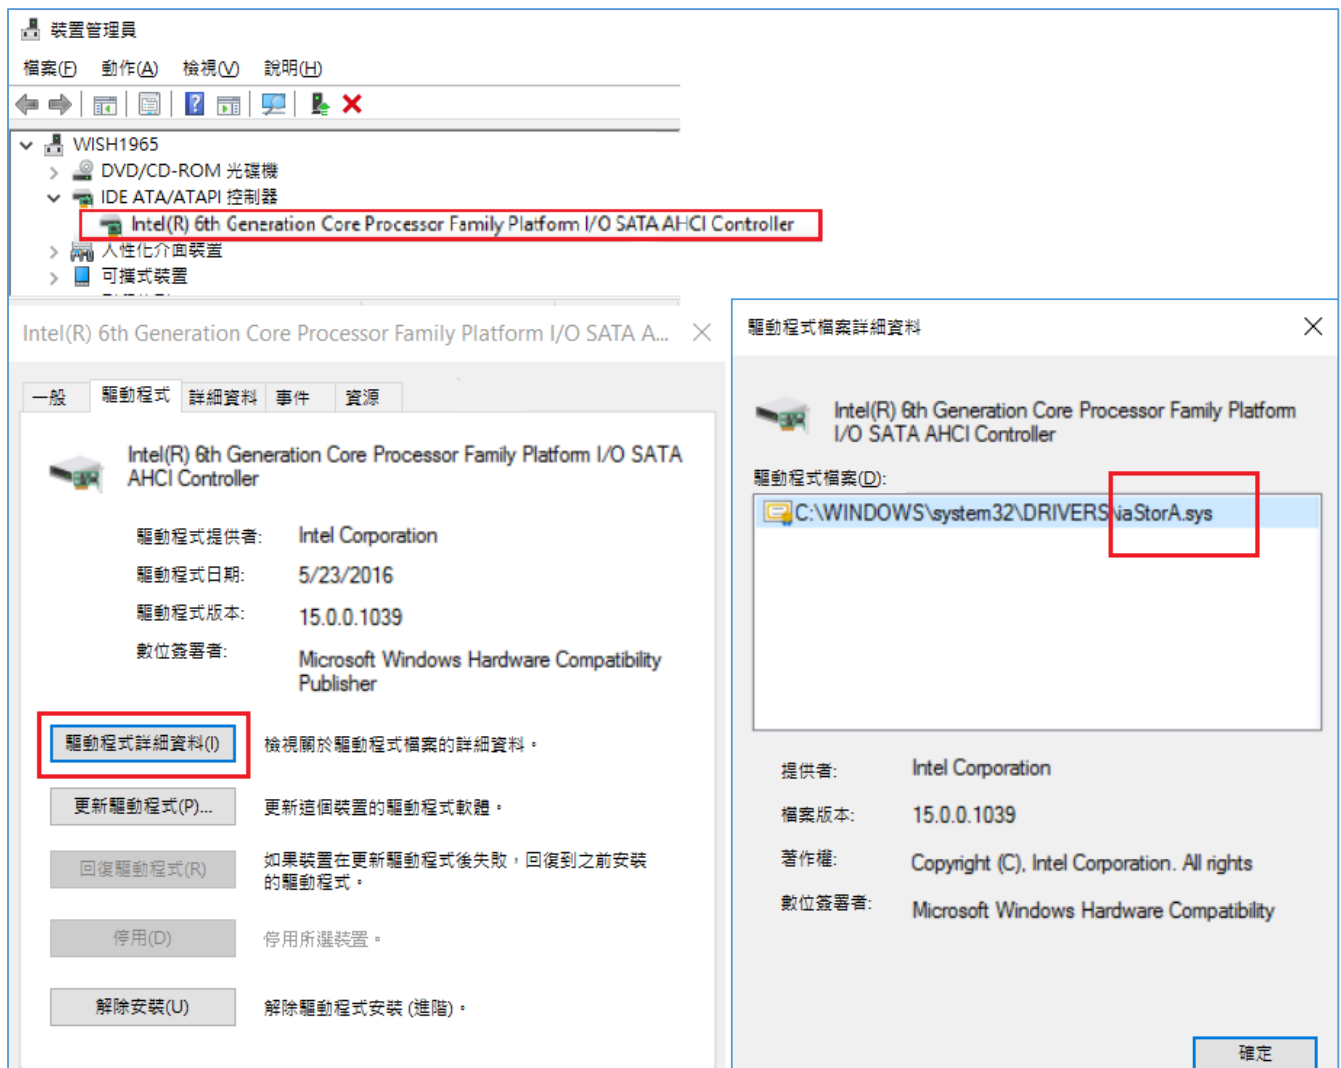 裝置管理員
檔案(F) 動作(A) 檢視(V) 說明(H)
WISH1965
DVD/CD-ROM 光碟機
IDE ATA/ATAPI 控制器
Intel(R) 6th Generation Core Processor Family Platform I/O SATA AHCI Controller
人性化介面裝置
可攜式裝置
Intel(R) 6th Generation Core Processor Family Platform I/O SATA A...
一般 驅動程式 詳細資料 事件 資源
Intel(R) 6th Generation Core Processor Family Platform I/O SATA
AHCI Controller
驅動程式提供者: Intel Corporation
驅動程式日期: 5/23/2016
驅動程式版本: 15.0.0.1039
數位簽署者: Microsoft Windows Hardware Compatibility
Publisher
驅動程式詳細資料(I) 檢視關於驅動程式檔案的詳細資料。
更新驅動程式(P)... 更新這個裝置的驅動程式軟體。
回復驅動程式(R) 如果裝置在更新驅動程式後失敗，回復到之前安裝
的驅動程式。
停用(D) 停用所選裝置。
解除安裝(U) 解除驅動程式安裝 (進階)。
驅動程式檔案詳細資料
Intel(R) 6th Generation Core Processor Family Platform
I/O SATA AHCI Controller
驅動程式檔案(D):
C:\WINDOWS\system32\DRIVERS\iaStorA.sys
提供者: Intel Corporation
檔案版本: 15.0.0.1039
著作權: Copyright (C), Intel Corporation. All rights
數位簽署者: Microsoft Windows Hardware Compatibility
確定